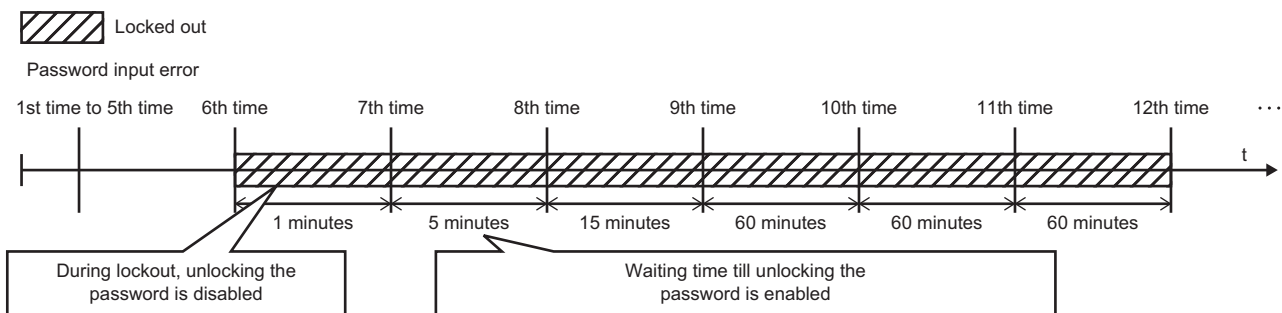 Locked out
Password input error
1st time to 5th time 6th time 7th time 8th time 9th time 10th time 11th time 12th time ...
t
1 minutes 5 minutes 15 minutes 60 minutes 60 minutes 60 minutes
During lockout, unlocking the
password is disabled
Waiting time till unlocking the
password is enabled